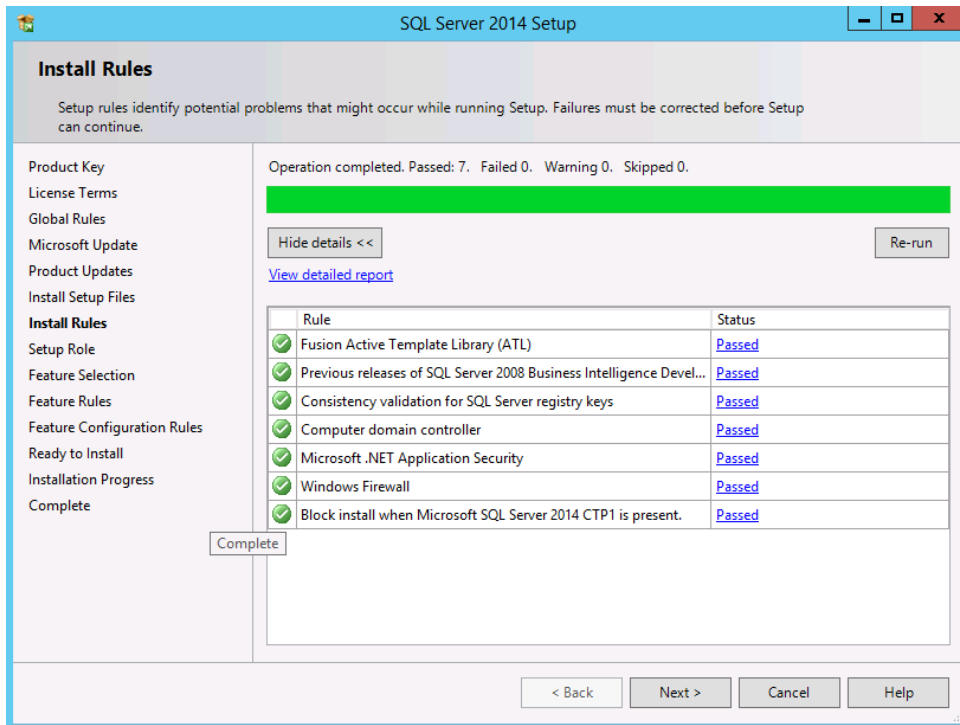 SQL Server 2014 Setup
Install Rules
Setup rules identify potential problems that might occur while running Setup. Failures must be corrected before Setup
can continue.
Product Key
License Terms
Global Rules
Microsoft Update
Product Updates
Install Setup Files
Install Rules
Setup Role
Feature Selection
Feature Rules
Feature Configuration Rules
Ready to Install
Installation Progress
Complete
Complete
Operation completed. Passed: 7. Failed 0. Warning 0. Skipped 0.
Hide details <<
Re-run
View detailed report
Rule Status
Fusion Active Template Library (ATL) Passed
Previous releases of SQL Server 2008 Business Intelligence Devel... Passed
Consistency validation for SQL Server registry keys Passed
Computer domain controller Passed
Microsoft .NET Application Security Passed
Windows Firewall Passed
Block install when Microsoft SQL Server 2014 CTP1 is present. Passed
< Back Next > Cancel Help